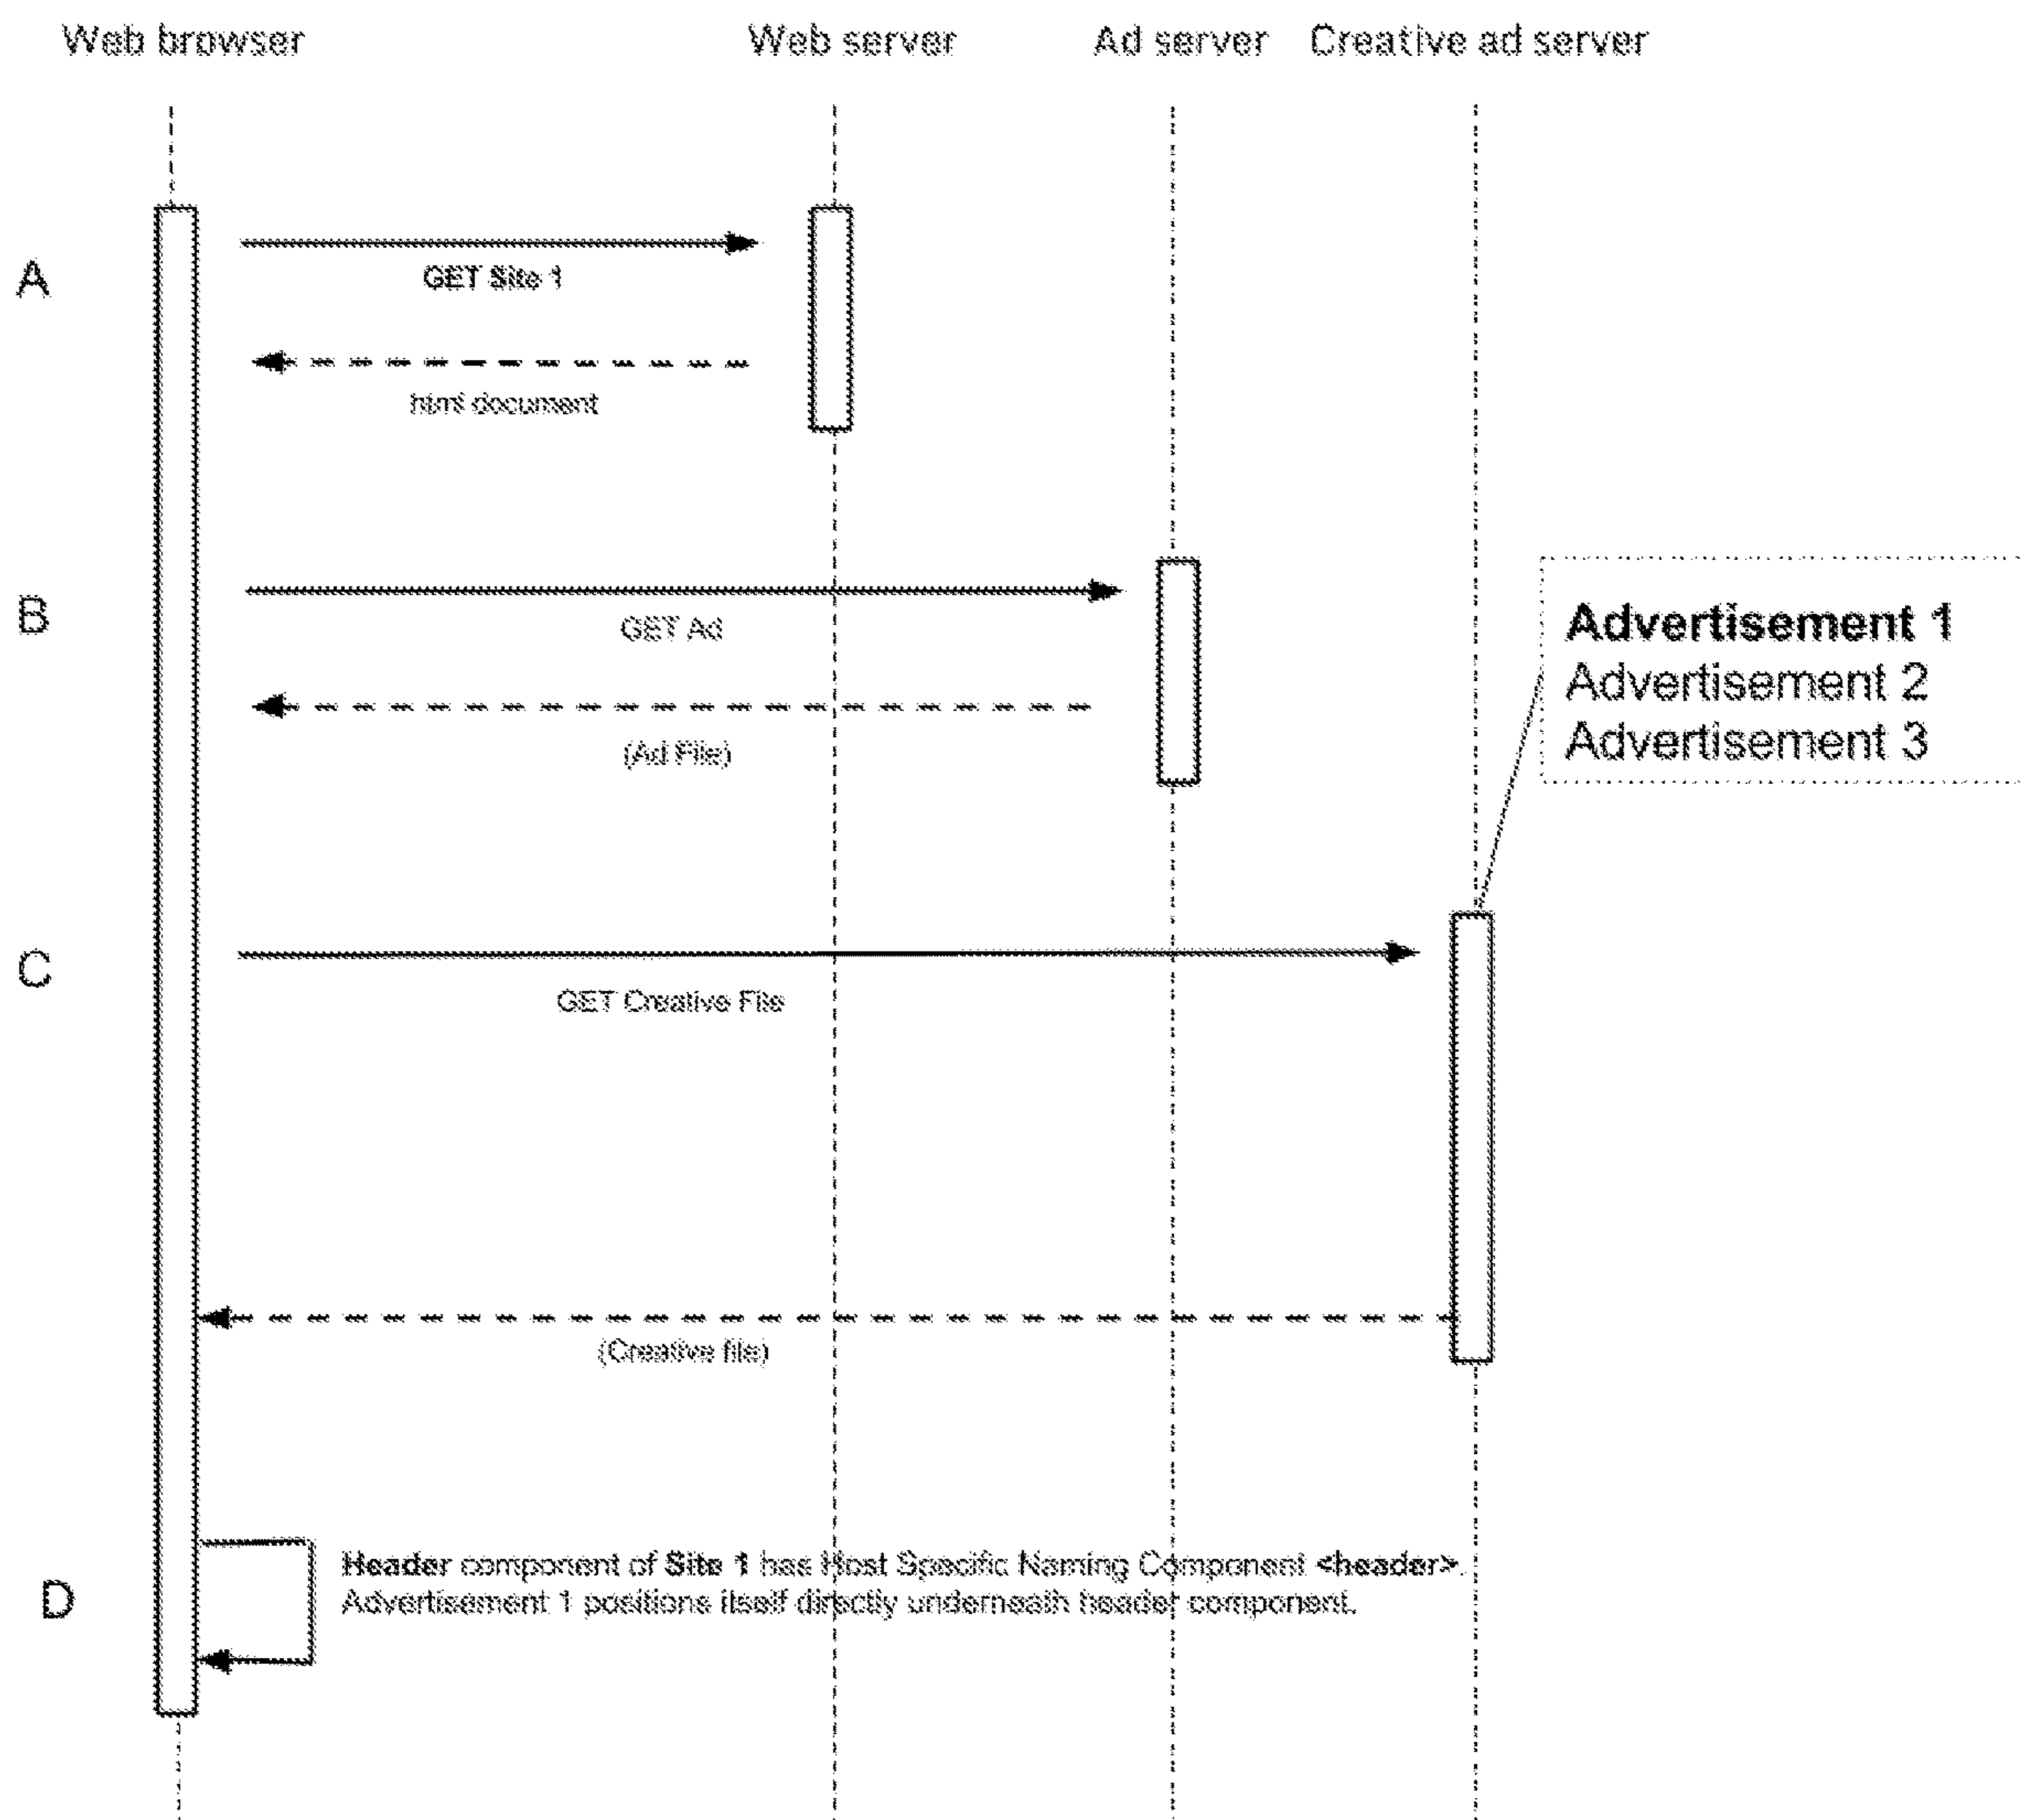 Web browser
Web server
Ad server
Creative ad server
A
GET Site 1
html document
B
GET Ad
(Ad File)
Advertisement 1
Advertisement 2
Advertisement 3
C
GET Creative File
(Creative file)
D
Header component of Site 1 has Host Specific Naming Component <header>.
Advertisement 1 positions itself directly underneath header component.